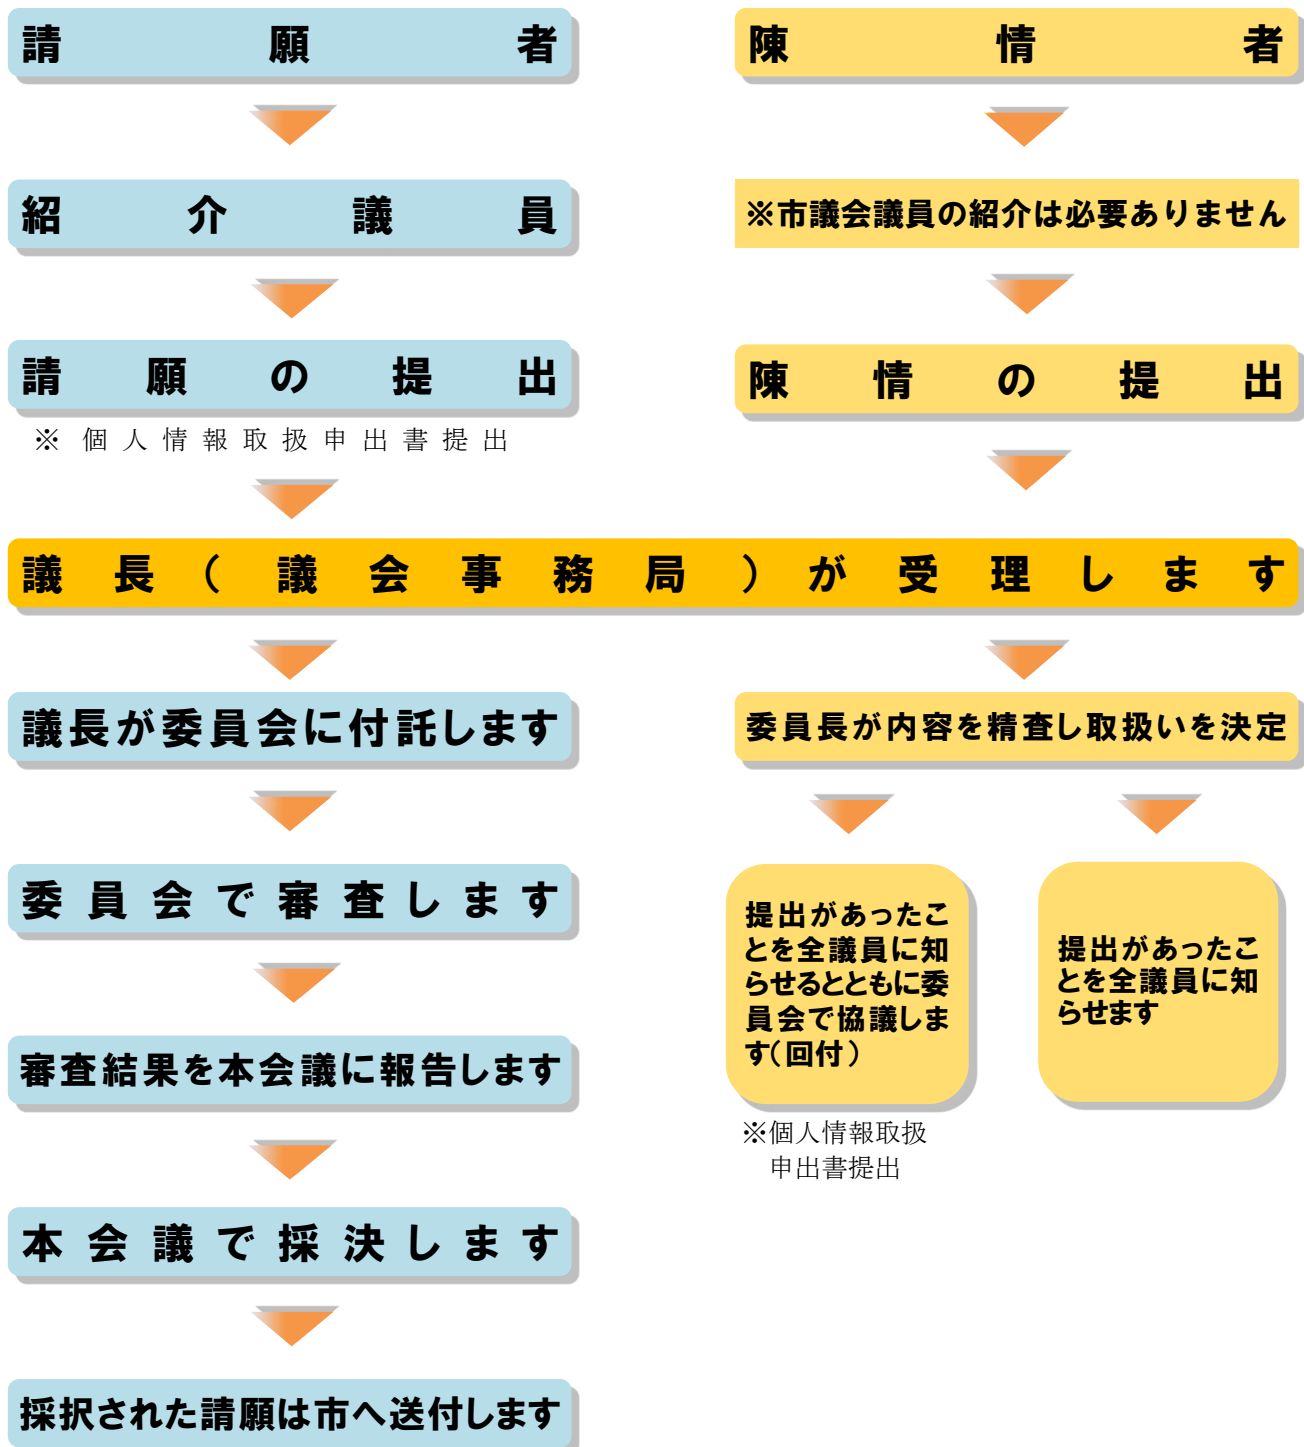 請願者
紹介議員
請願の提出
※個人情報取扱申出書提出
陳情者
※市議会議員の紹介は必要ありません
陳情の提出
議長(議会事務局)が受理します
議長が委員会に付託します
委員会で審査します
審査結果を本会議に報告します
本会議で採決します
採択された請願は市へ送付します
委員長が内容を精査し取扱いを決定
提出があったこ
とを全議員に知
らせるとともに委
員会で協議しま
す(回付)
※個人情報取扱
申出書提出
提出があったこ
とを全議員に知
らせます